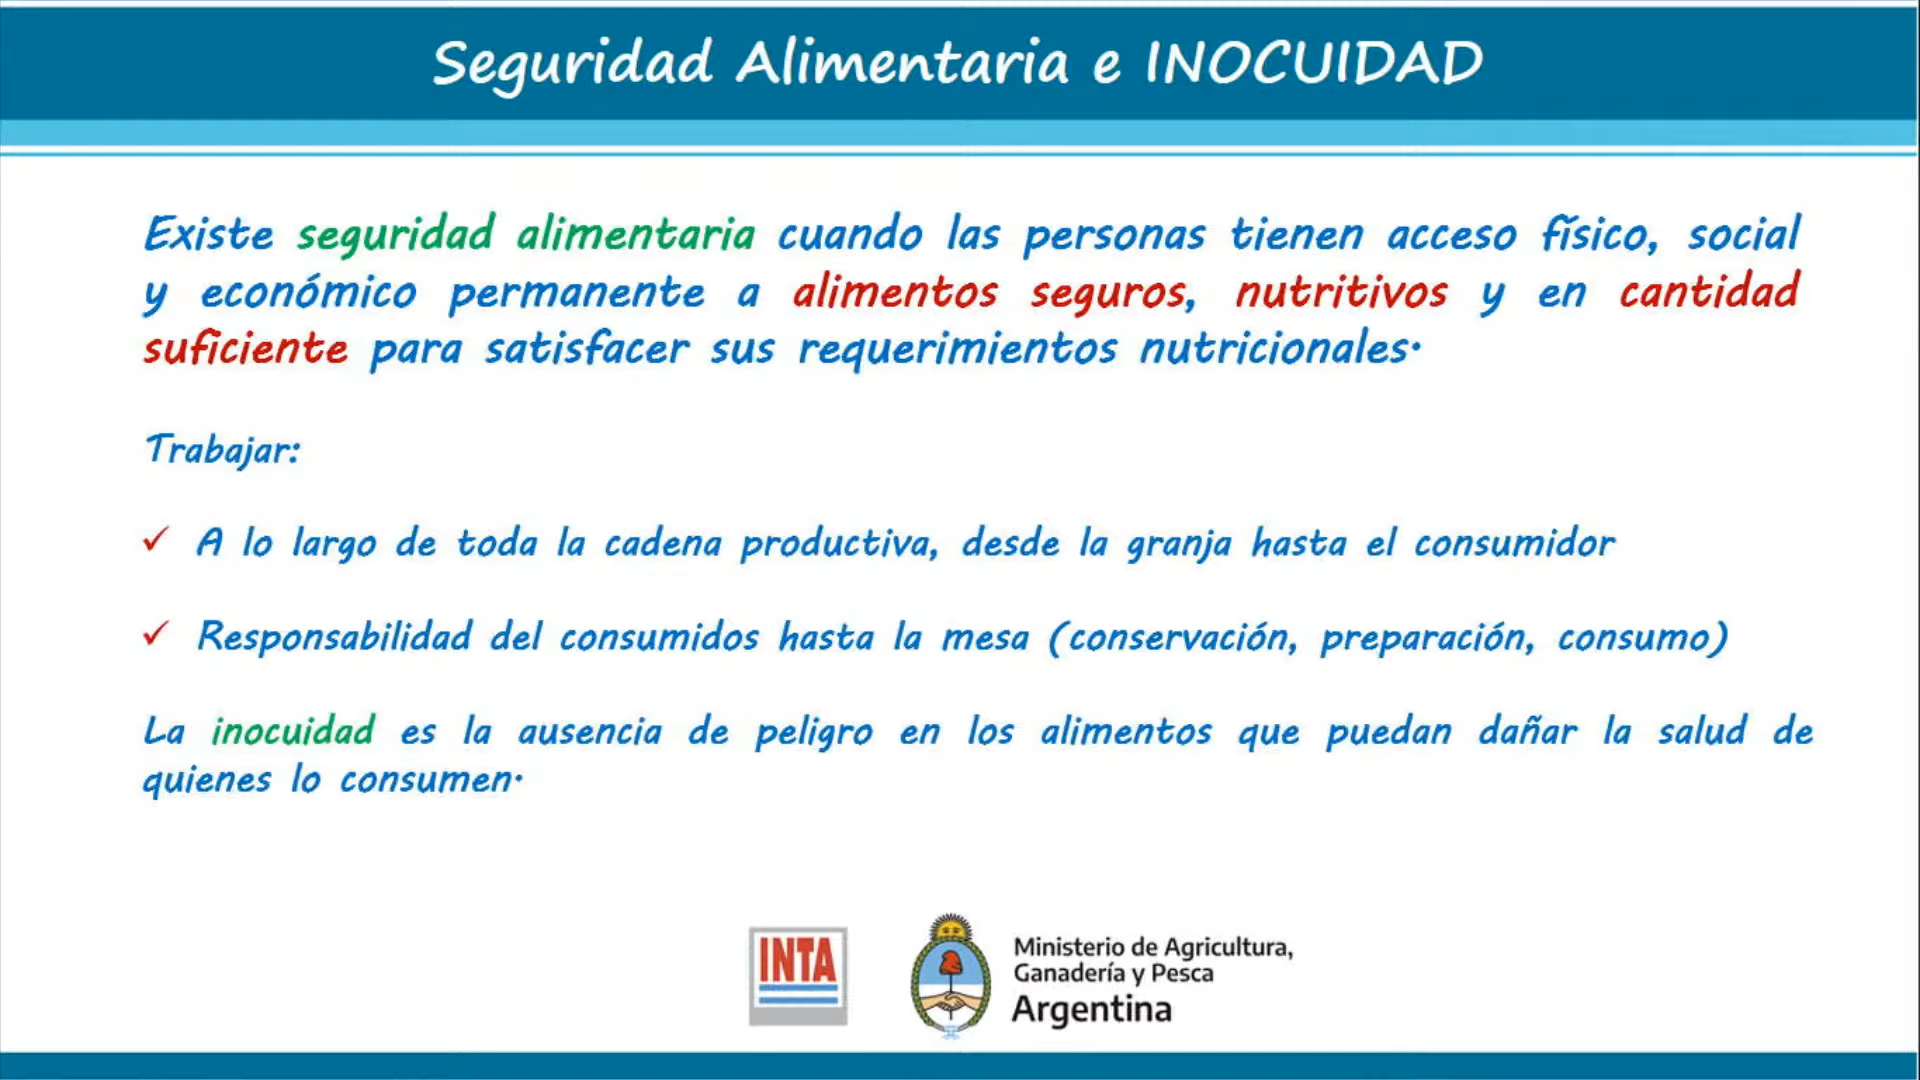 Seguridad Alimentaria e INOCUIDAD
Existe seguridad alimentaria cuando las personas tienen acceso físico, social
y económico permanente a alimentos seguros, nutritivos y en cantidad
suficiente para satisfacer sus requerimientos nutricionales.
Trabajar:
✓ A lo largo de toda la cadena productiva, desde la granja hasta el consumidor
✓ Responsabilidad del consumidos hasta la mesa (conservación, preparación, consumo)
La inocuidad es la ausencia de peligro en los alimentos que puedan dañar la salud de
quienes lo consumen.
INTA
Ministerio de Agricultura,
Ganadería y Pesca
Argentina